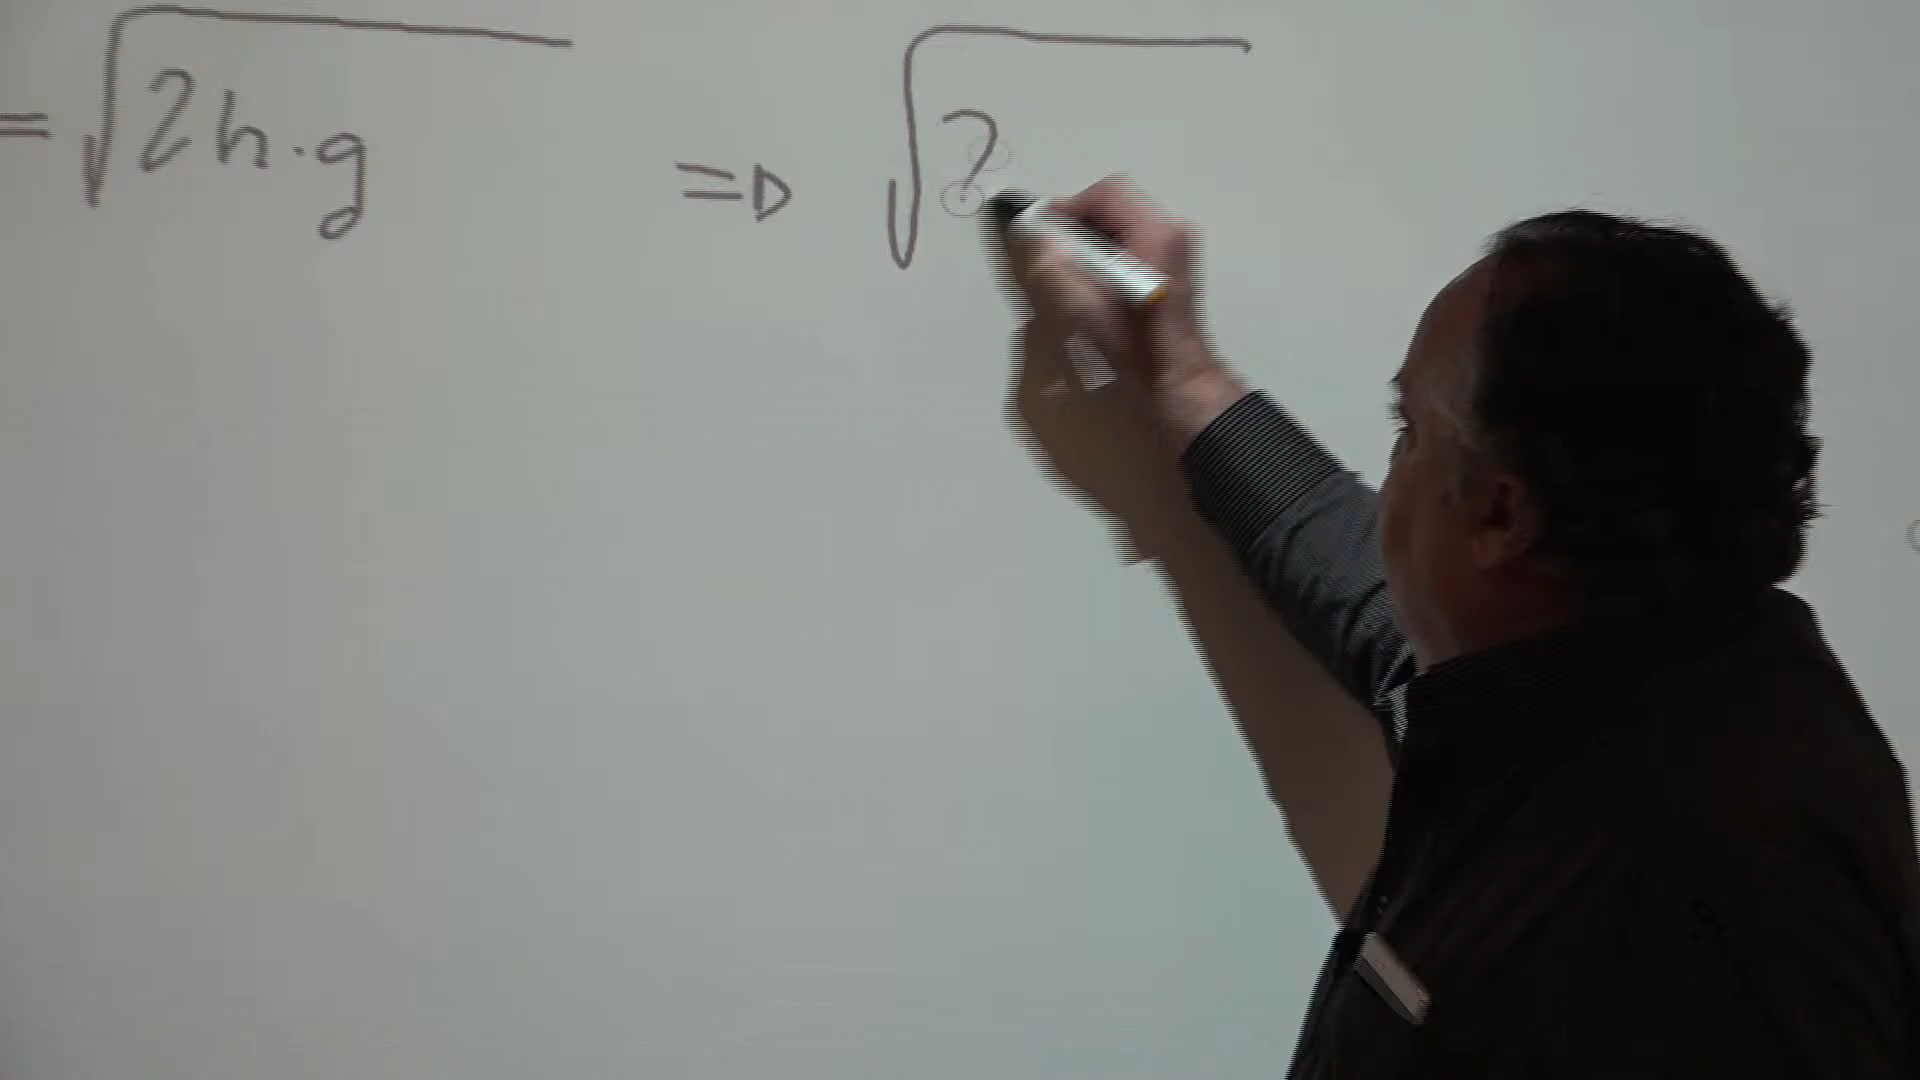 = √2h·g ⇒ √2